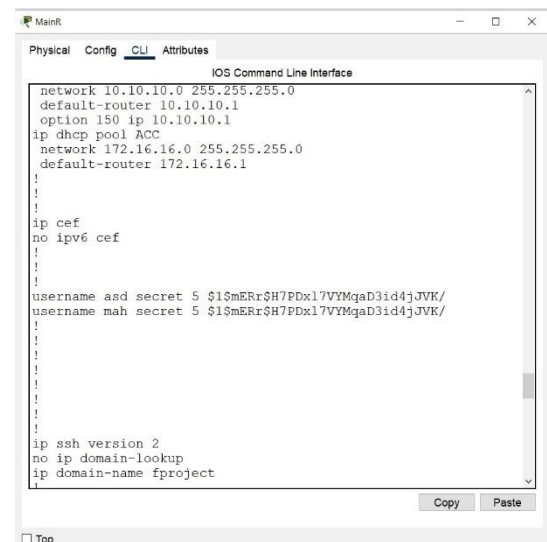 MainR
Physical Config CLI Attributes
IOS Command Line Interface
network 10.10.10.0 255.255.255.0
default-router 10.10.10.1
option 150 ip 10.10.10.1
ip dhcp pool ACC
network 172.16.16.0 255.255.255.0
default-router 172.16.16.1
!
!
!
ip cef
no ipv6 cef
!
!
!
username asd secret 5 $1$mERr$H7PDxl7VYMqaD3id4jJVK/
username mah secret 5 $1$mERr$H7PDxl7VYMqaD3id4jJVK/
!
!
!
!
!
!
!
!
ip ssh version 2
no ip domain-lookup
ip domain-name fproject
!
Copy Paste
Top